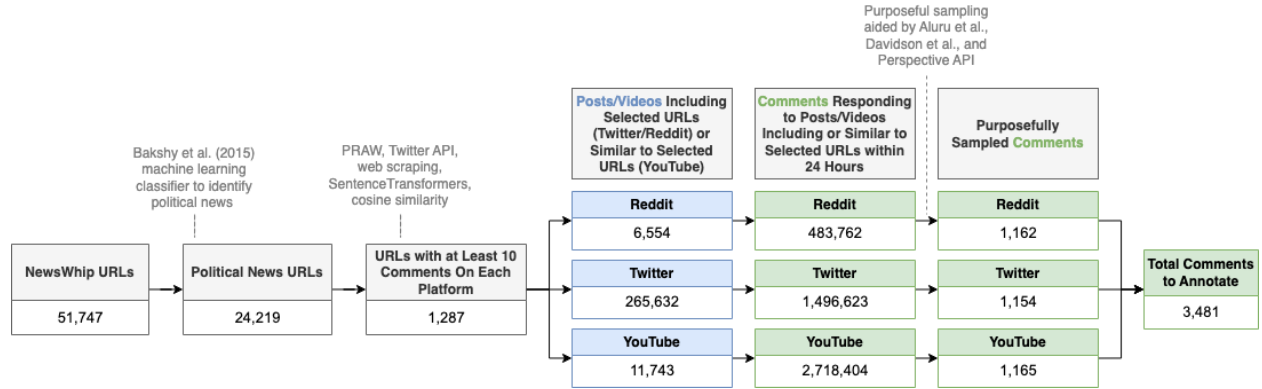 Purposeful sampling
aided by Aluru et al.,
Davidson et al., and
Perspective API
Posts/Videos Including
Selected URLs
(Twitter/Reddit) or
Similar to Selected
URLs (YouTube)
Comments Responding
to Posts/Videos
Including or Similar to
Selected URLs within
24 Hours
Purposefully
Sampled Comments
Bakshy et al. (2015)
machine learning
classifier to identify
political news
PRAW, Twitter API,
web scraping,
SentenceTransformers,
cosine similarity
NewsWhip URLs
51,747
Political News URLs
24,219
URLs with at Least 10
Comments On Each
Platform
1,287
Reddit
6,554
Reddit
483,762
Reddit
1,162
Twitter
265,632
Twitter
1,496,623
Twitter
1,154
YouTube
11,743
YouTube
2,718,404
YouTube
1,165
Total Comments
to Annotate
3,481